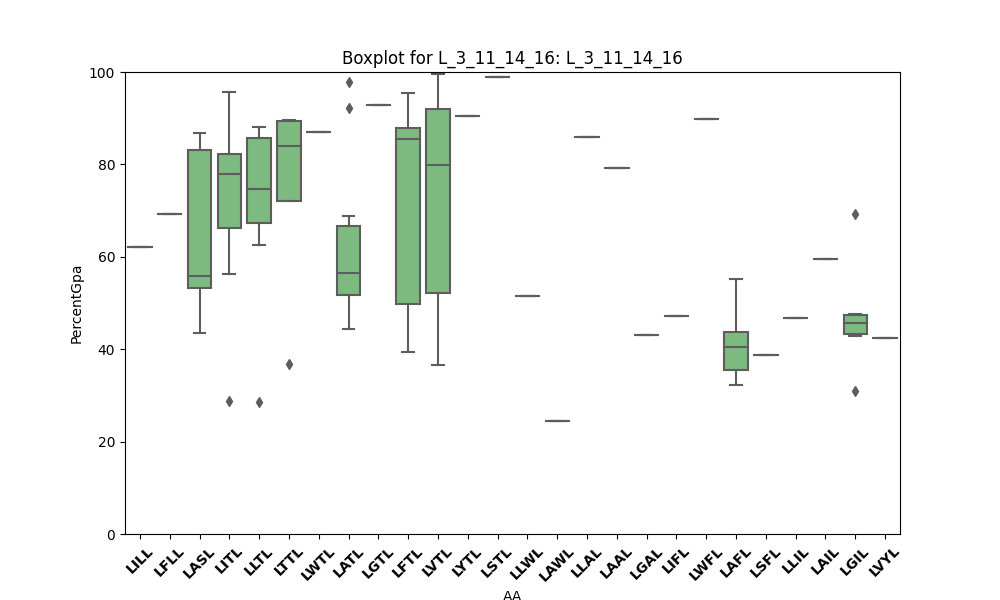 Boxplot for L_3_11_14_16: L_3_11_14_16
100
80
60
40
20
0
PercentGpa
LILL LFLL LASL LITL LLTL LTTL LWTL LATL LGTL LFTL LVTL LYTL LSTL LLWL LAWL LLAL LAAL LGAL LIFL LWFL LAFL LSFL LLIL LAIL LGIL LVYL
AA